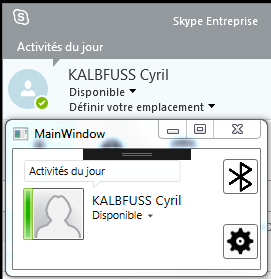 Skype Entreprise
Activités du jour
KALBFUSS Cyril
Disponible
Définir votre emplacement
MainWindow
Activités du jour
KALBFUSS Cyril
Disponible